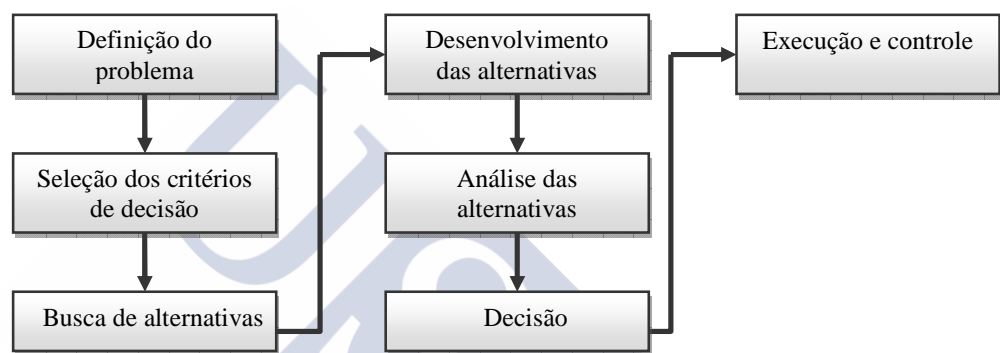 Definição do
problema
Seleção dos critérios
de decisão
Busca de alternativas
Desenvolvimento
das alternativas
Análise das
alternativas
Decisão
Execução e controle